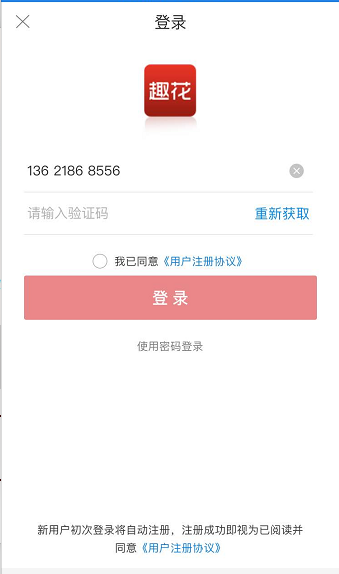 登录
趣花
136 2186 8556
请输入验证码 重新获取
我已同意《用户注册协议》
登录
使用密码登录
新用户初次登录将自动注册，注册成功即视为已阅读并
同意《用户注册协议》